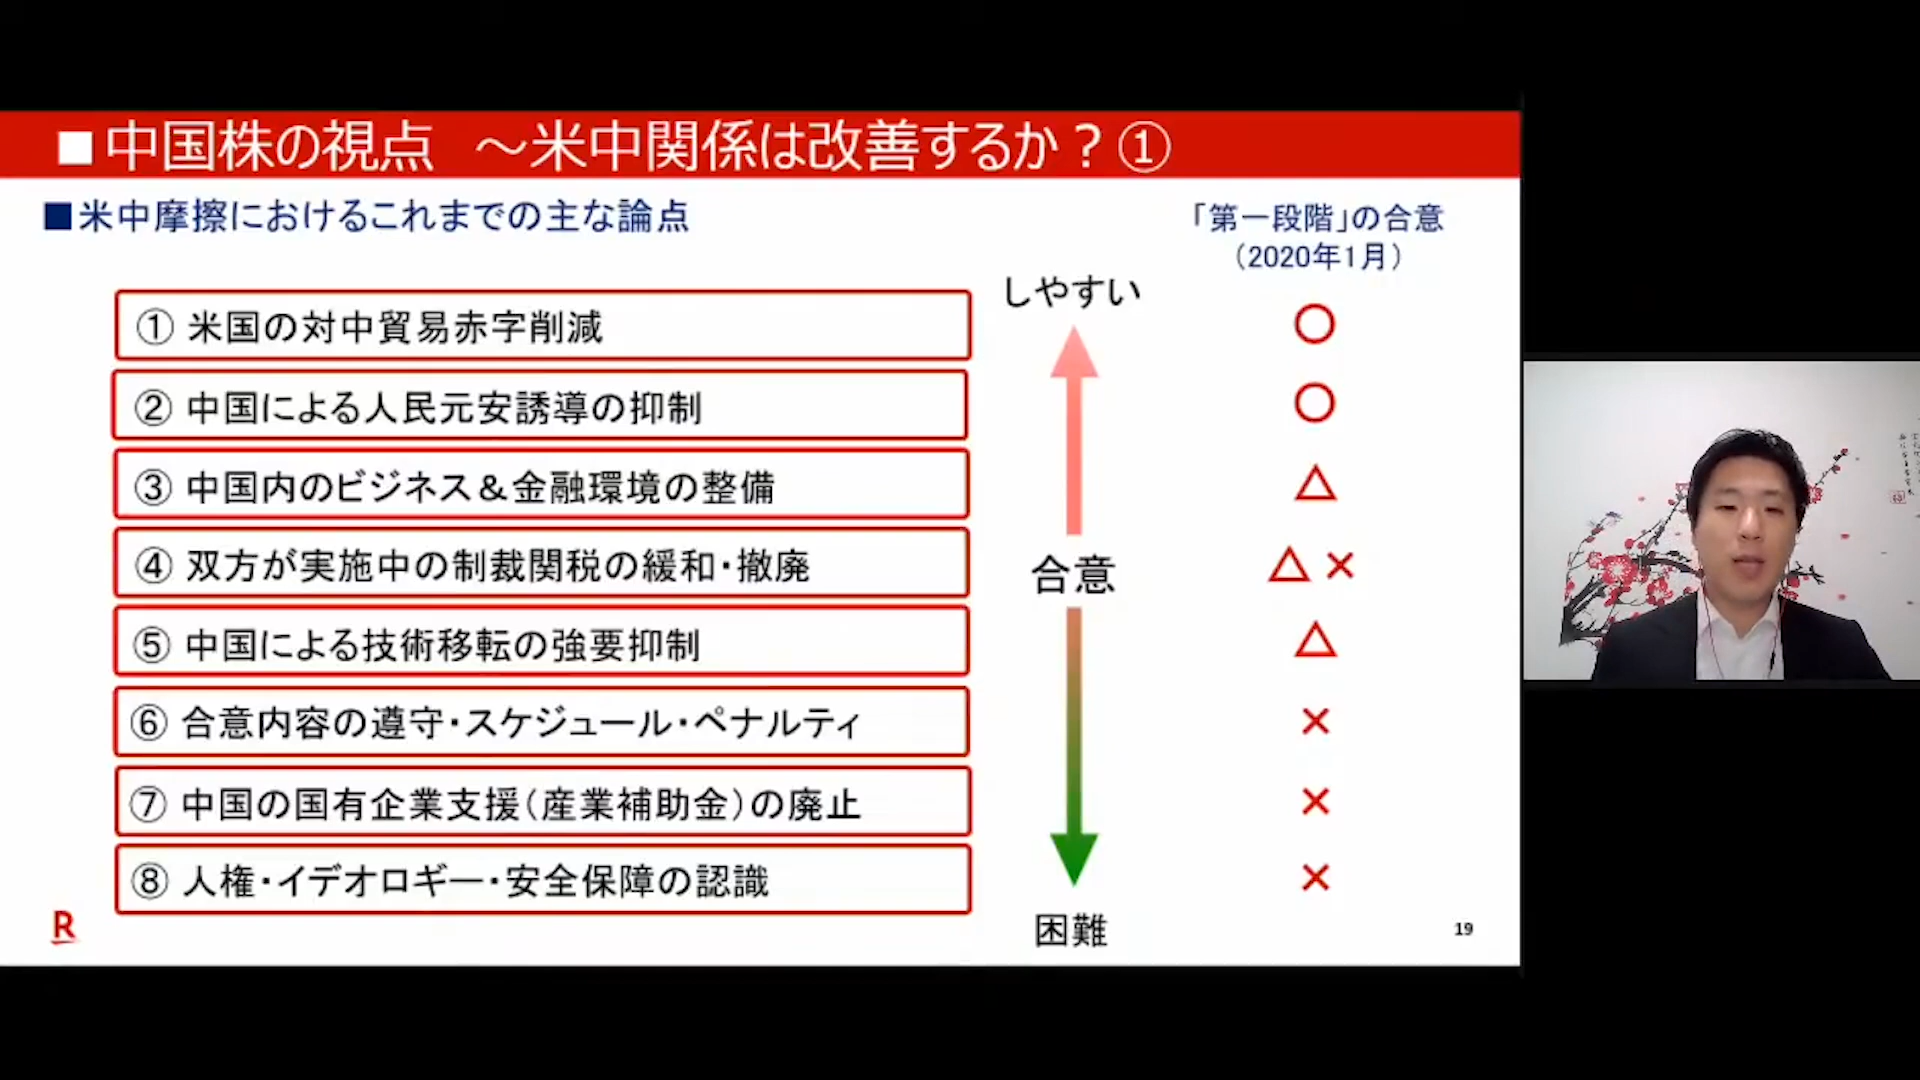 ■中国株の視点 ～米中関係は改善するか？①
■米中摩擦におけるこれまでの主な論点
「第一段階」の合意
（2020年1月）
しやすい
① 米国の対中貿易赤字削減
○
② 中国による人民元安誘導の抑制
○
③ 中国内のビジネス＆金融環境の整備
△
④ 双方が実施中の制裁関税の緩和・撤廃
合意
△ ×
⑤ 中国による技術移転の強要抑制
△
⑥ 合意内容の遵守・スケジュール・ペナルティ
×
⑦ 中国の国有企業支援（産業補助金）の廃止
×
⑧ 人権・イデオロギー・安全保障の認識
×
困難
R
19